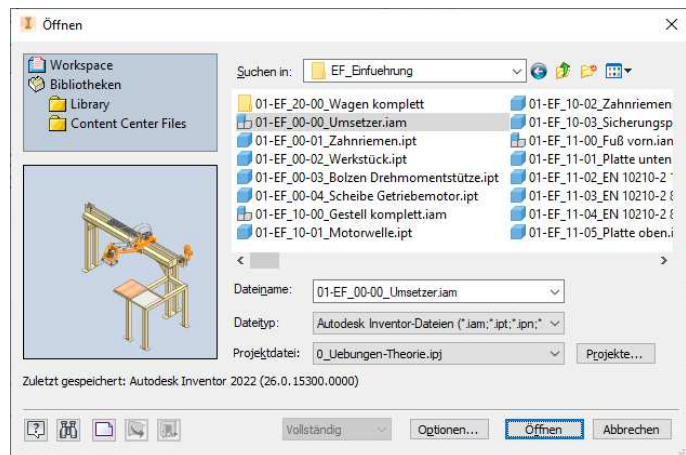 Öffnen
Workspace
Bibliotheken
Library
Content Center Files
Suchen in: EF_Einfuehrung
01-EF_20-00_Wagen komplett
01-EF_00-00_Umsetzer.iam
01-EF_00-01_Zahnriemen.ipt
01-EF_00-02_Werkstück.ipt
01-EF_00-03_Bolzen Drehmomentstütze.ipt
01-EF_00-04_Scheibe Getriebemotor.ipt
01-EF_10-00_Gestell komplett.iam
01-EF_10-01_Motorwelle.ipt
01-EF_10-02_Zahnriemen
01-EF_10-03_Sicherungsp
01-EF_11-00_Fuß vorn.ian
01-EF_11-01_Platte unten
01-EF_11-02_EN 10210-2
01-EF_11-03_EN 10210-2 8
01-EF_11-04_EN 10210-2 8
01-EF_11-05_Platte oben.i
Dateiname: 01-EF_00-00_Umsetzer.iam
Dateityp: Autodesk Inventor-Dateien (*.iam;*.ipt;*.ipn;*
Projektdatei: 0_Uebungen-Theorie.ipj Projekte...
Zuletzt gespeichert: Autodesk Inventor 2022 (26.0.15300.0000)
Vollständig Optionen... Öffnen Abbrechen